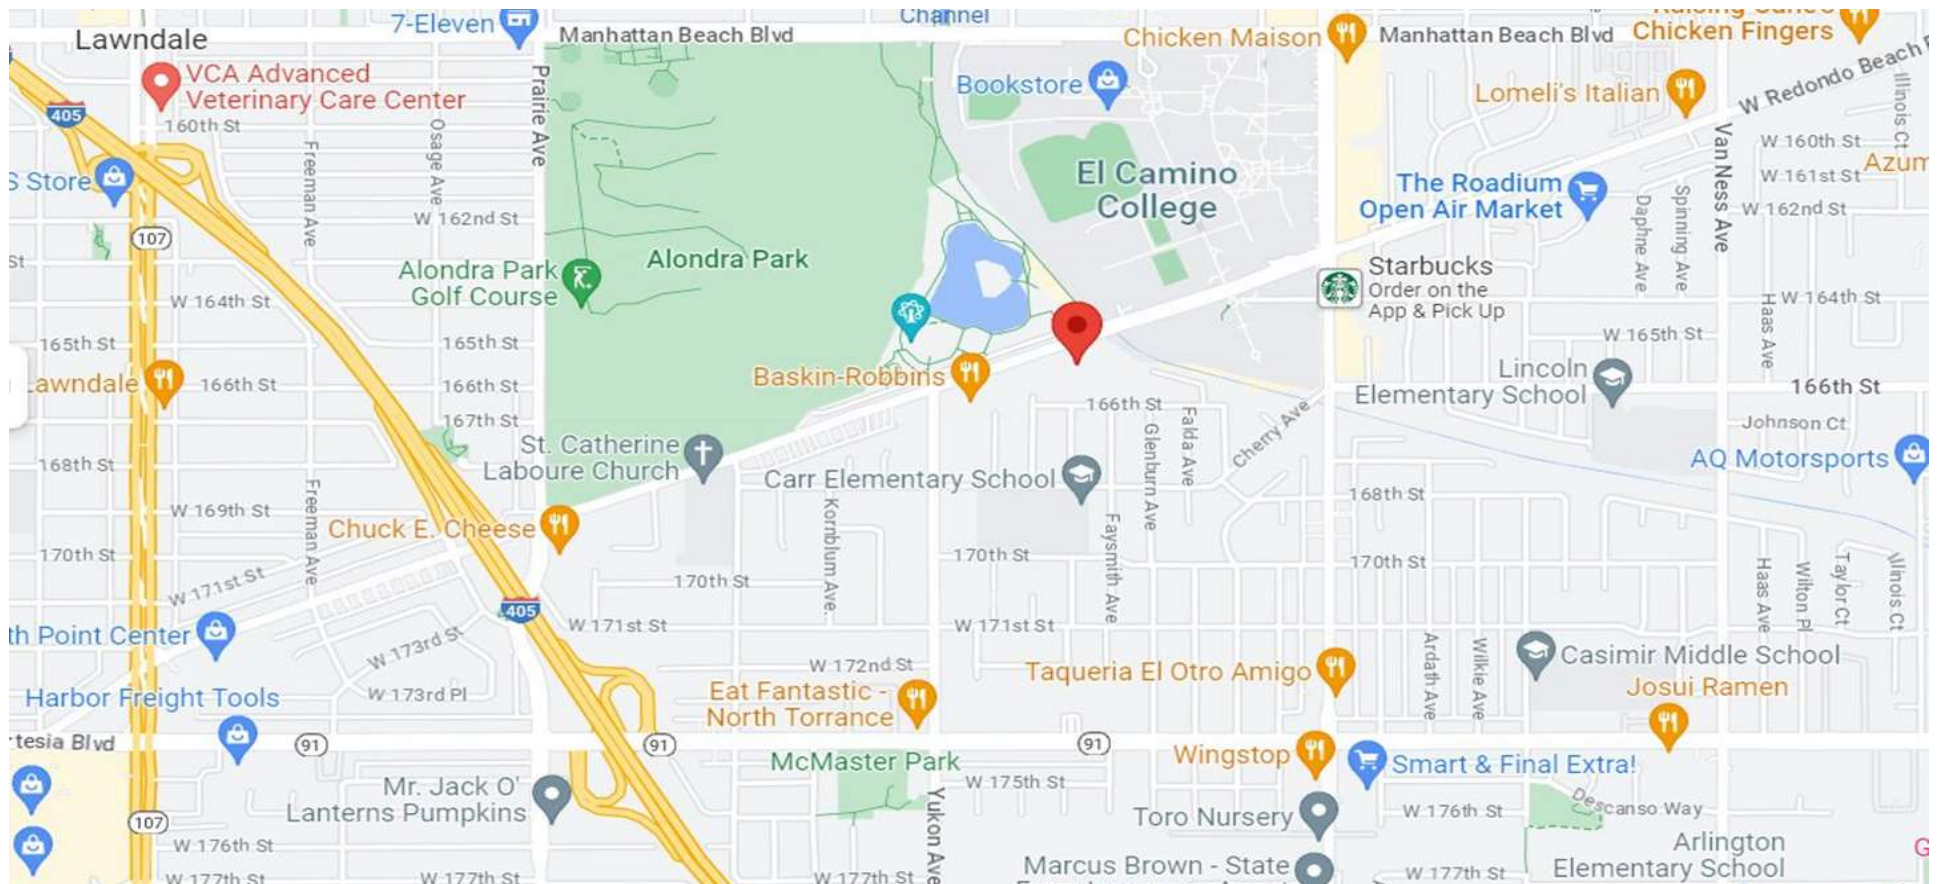 Lawndale
7-Eleven
Channel
Manhattan Beach Blvd
Chicken Maison
Manhattan Beach Blvd
Chicken Fingers
W Redondo Beach
VCA Advanced
Veterinary Care Center
405
160th St
Prairie Ave
Osage Ave
Freeman Ave
Bookstore
Lomeli's Italian
Illinois Ct
Van Ness Ave
W 160th St
W 161st St
Azum
W 162nd St
S Store
El Camino
College
The Roadium
Open Air Market
Daphne Ave
Spinning Ave
107
W 162nd St
St
Alondra Park
Alondra Park
Golf Course
Starbucks
Order on the
App & Pick Up
W 164th St
W 164th St
Haas Ave
165th St
165th St
W 165th St
Lawndale
166th St
166th St
Baskin-Robbins
Lincoln
Elementary School
166th St
166th St
Falda Ave
Glenburn Ave
Cherry Ave
Johnson Ct
167th St
168th St
St. Catherine
Laboure Church
Carr Elementary School
AQ Motorsports
168th St
Freeman Ave
W 169th St
Chuck E. Cheese
Kornblum Ave.
Faysmith Ave
170th St
170th St
170th St
170th St
W 171st St
Haas Ave
Wilton Pl
Taylor Ct
Illinois Ct
405
th Point Center
W 171st St
W 171st St
W 173rd St
W 172nd St
Taqueria El Otro Amigo
Ardath Ave
Wilkie Ave
Casimir Middle School
Josui Ramen
W 173rd Pl
Harbor Freight Tools
Eat Fantastic -
North Torrance
tesia Blvd
91
91
91
Wingstop
Smart & Final Extra!
McMaster Park
W 175th St
Mr. Jack O'
Lanterns Pumpkins
Yukon Ave
Toro Nursery
W 176th St
Descanso Way
107
W 176th St
Arlington
Elementary School
Marcus Brown - State
G
W 177th St
W 177th St
W 177th St
W 177th St